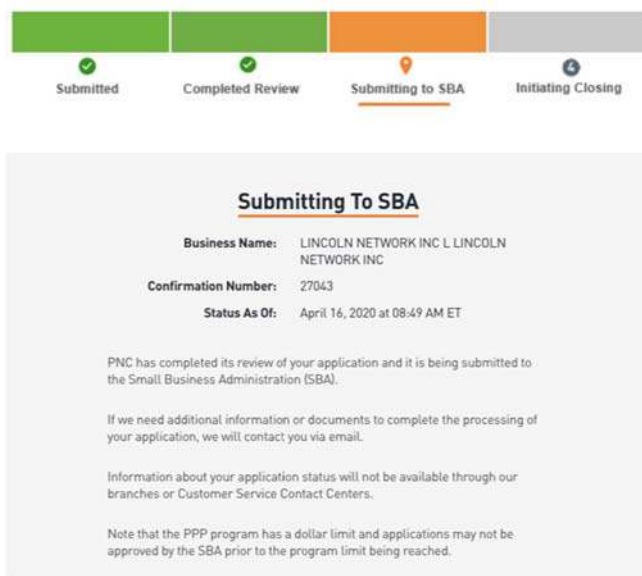 Submitted
Completed Review
Submitting to SBA
4
Initiating Closing
Submitting To SBA
Business Name: LINCOLN NETWORK INC L LINCOLN
NETWORK INC
Confirmation Number: 27043
Status As Of: April 16, 2020 at 08:49 AM ET
PNC has completed its review of your application and it is being submitted to
the Small Business Administration (SBA).
If we need additional information or documents to complete the processing of
your application, we will contact you via email.
Information about your application status will not be available through our
branches or Customer Service Contact Centers.
Note that the PPP program has a dollar limit and applications may not be
approved by the SBA prior to the program limit being reached.